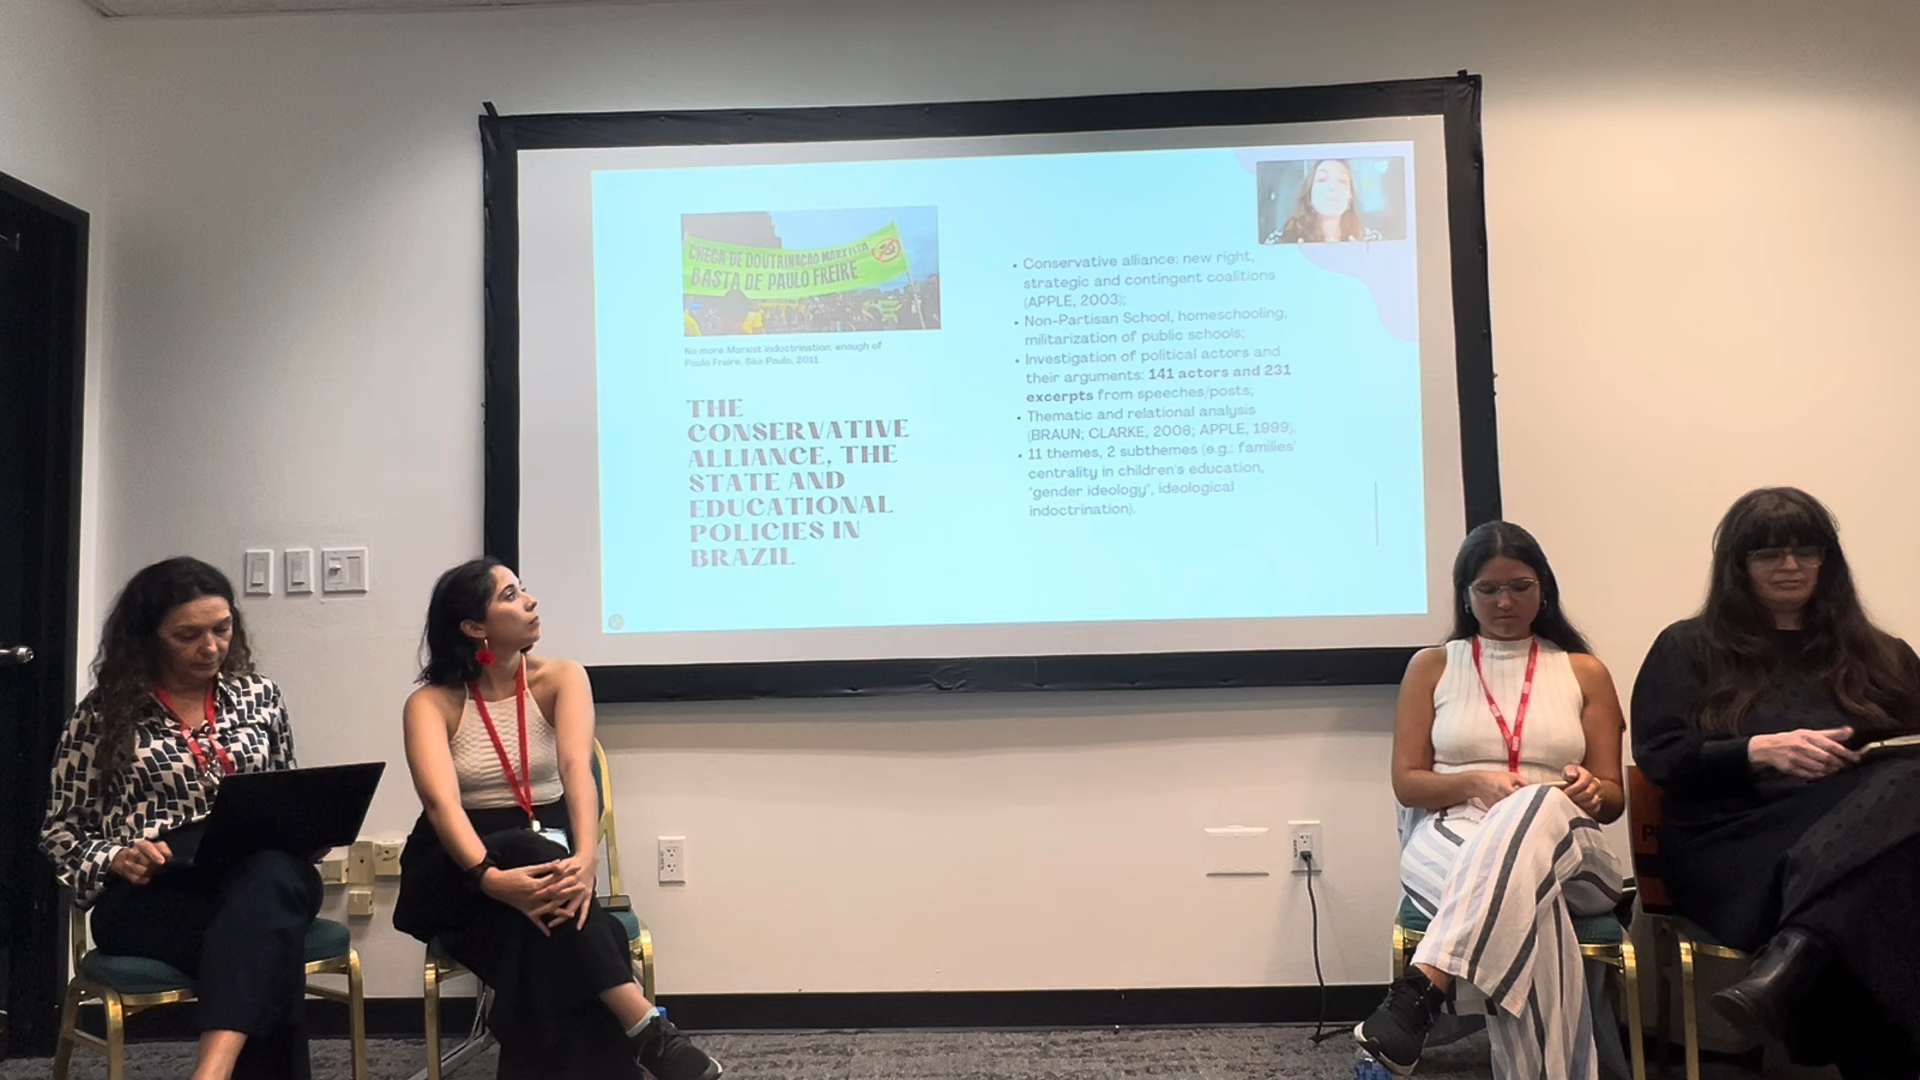 CHEGA DE DOUTRINAÇÃO MARXISTA
BASTA DE PAULO FREIRE
No more Marxist indoctrination: enough of
Paulo Freire. São Paulo, 2011.
THE
CONSERVATIVE
ALLIANCE, THE
STATE AND
EDUCATIONAL
POLICIES IN
BRAZIL
• Conservative alliance: new right,
strategic and contingent coalitions
(APPLE, 2003);
• Non-Partisan School, homeschooling,
militarization of public schools;
• Investigation of political actors and
their arguments: 141 actors and 231
excerpts from speeches/posts;
• Thematic and relational analysis
(BRAUN; CLARKE, 2006; APPLE, 1999).
• 11 themes, 2 subthemes (e.g.: families'
centrality in children's education,
"gender ideology", ideological
indoctrination).